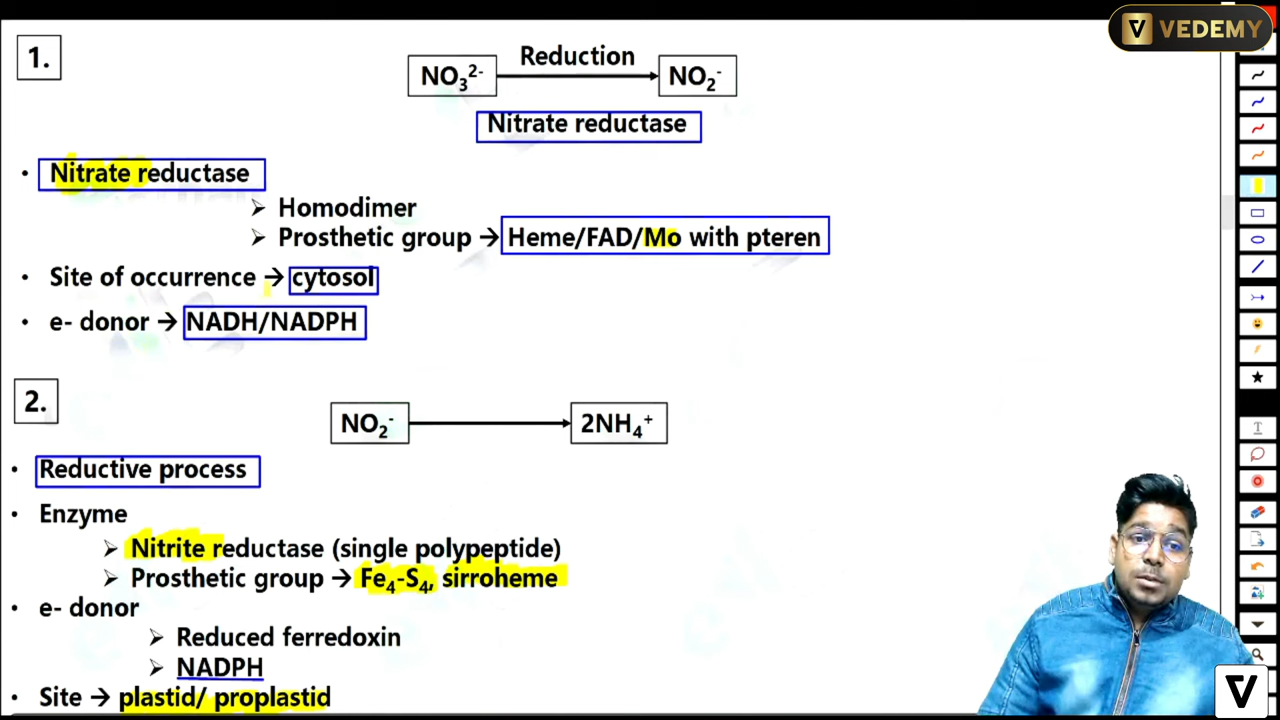 VEDEMY
1.
Reduction
NO₃²⁻ → NO₂⁻
Nitrate reductase
• Nitrate reductase
➢ Homodimer
➢ Prosthetic group → Heme/FAD/Mo with pteren
• Site of occurrence → cytosol
• e- donor → NADH/NADPH
2.
NO₂⁻ → 2NH₄⁺
• Reductive process
• Enzyme
➢ Nitrite reductase (single polypeptide)
➢ Prosthetic group → Fe₄-S₄, sirroheme
• e- donor
➢ Reduced ferredoxin
➢ NADPH
• Site → plastid/ proplastid